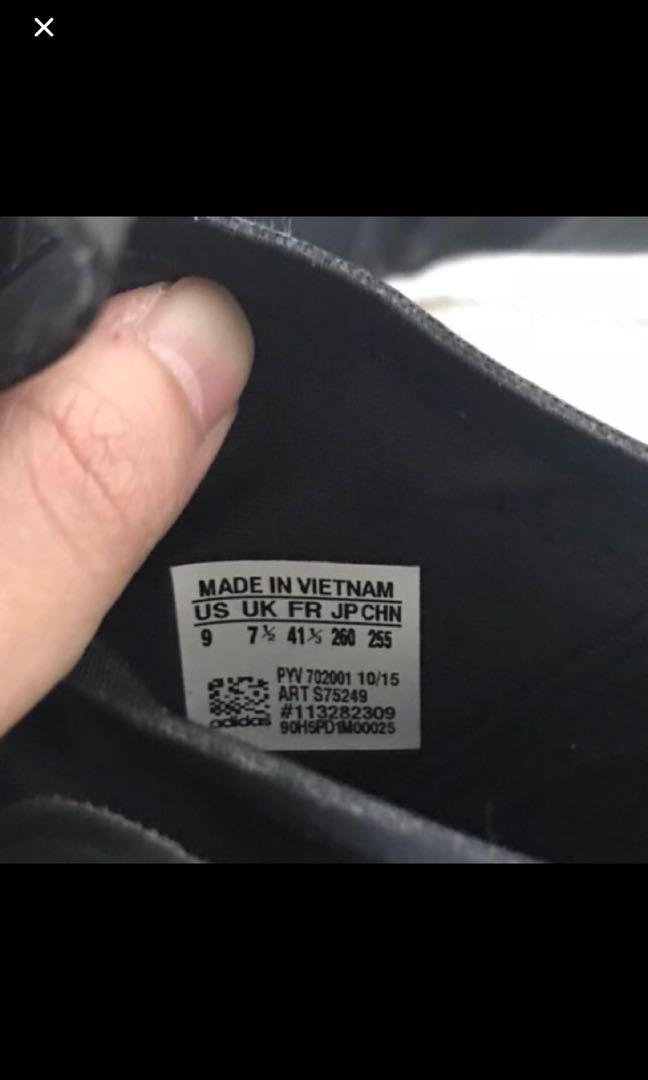 MADE IN VIETNAM
US UK FR JP CHN
9 7½ 41⅓ 260 255
PYV 702001 10/15
ART S75249
#113282309
adidas
90H5PD1M00025